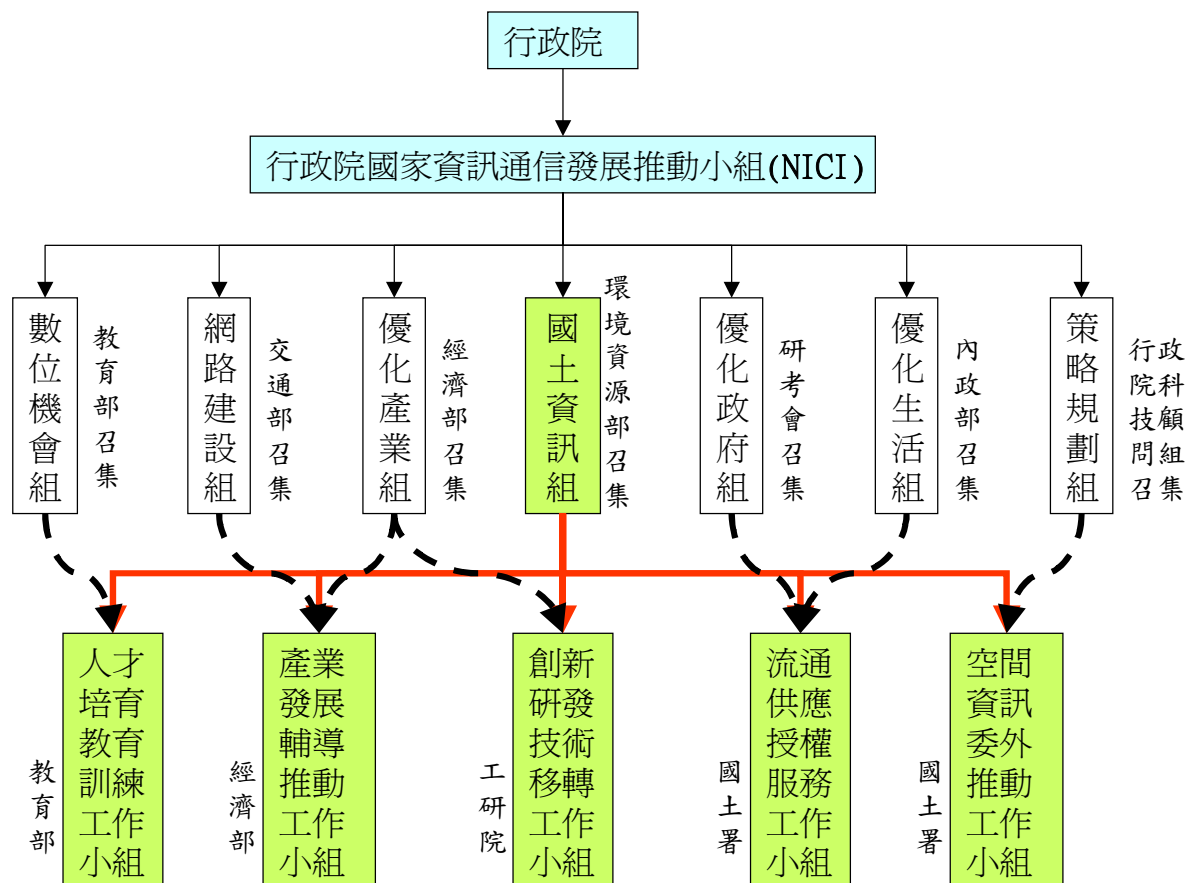 行政院
行政院國家資訊通信發展推動小組(NICI)
數位機會組
教育部召集
網路建設組
交通部召集
優化產業組
經濟部召集
國土資訊組
環境資源部召集
優化政府組
研考會召集
優化生活組
內政部召集
策略規劃組
行政
院科
技顧
問組
召集
人才
培育
教育
訓練
工作
小組
教育部
產業
發展
輔導
推動
工作
小組
經濟部
創新
研發
技術
移轉
工作
小組
工研院
流通
供應
授權
服務
工作
小組
國土署
空間
資訊
委外
推動
工作
小組
國土署